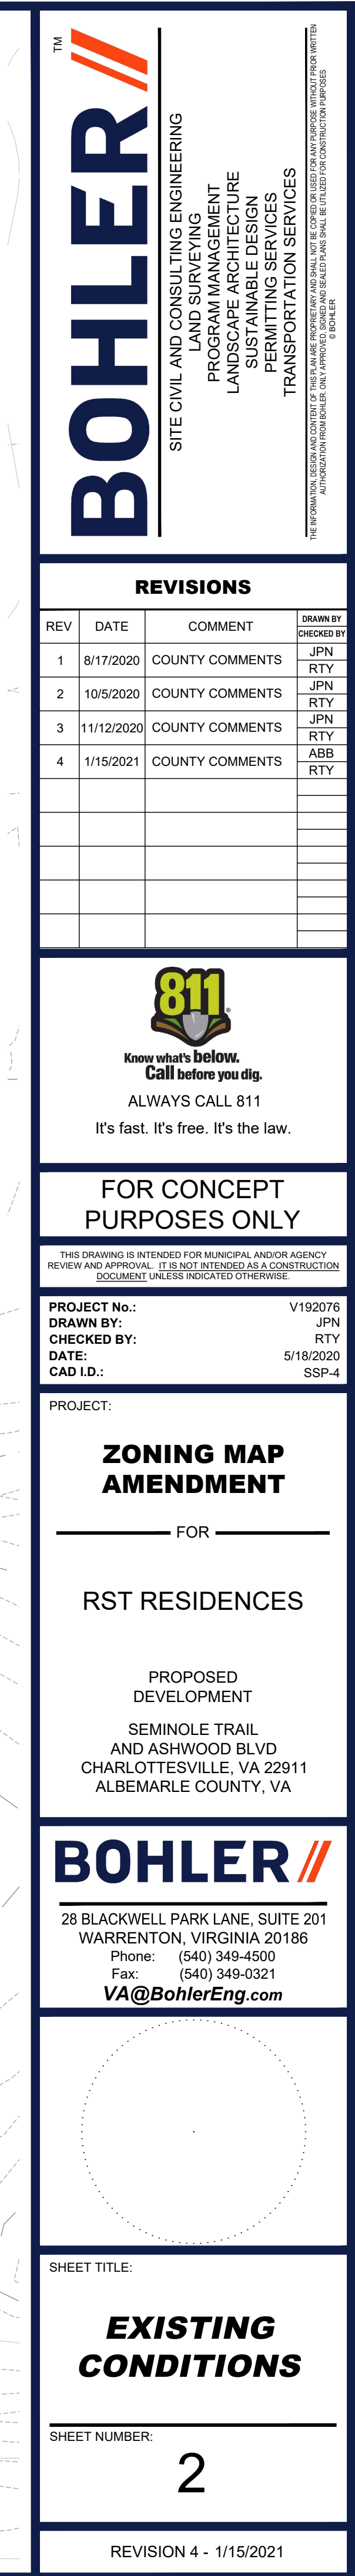 BOHLER //
TM
SITE CIVIL AND CONSULTING ENGINEERING
LAND SURVEYING
PROGRAM MANAGEMENT
LANDSCAPE ARCHITECTURE
SUSTAINABLE DESIGN
PERMITTING SERVICES
TRANSPORTATION SERVICES
THE INFORMATION, DESIGN AND CONTENT OF THIS PLAN ARE PROPRIETARY AND SHALL NOT BE COPIED OR USED FOR ANY PURPOSE WITHOUT PRIOR WRITTEN
AUTHORIZATION FROM BOHLER. ONLY APPROVED, SIGNED AND SEALED PLANS SHALL BE UTILIZED FOR CONSTRUCTION PURPOSES
© BOHLER
REVISIONS
REV DATE COMMENT DRAWN BY
CHECKED BY
1 8/17/2020 COUNTY COMMENTS JPN
RTY
2 10/5/2020 COUNTY COMMENTS JPN
RTY
3 11/12/2020 COUNTY COMMENTS JPN
RTY
4 1/15/2021 COUNTY COMMENTS ABB
RTY
811®
Know what's below.
Call before you dig.
ALWAYS CALL 811
It's fast. It's free. It's the law.
FOR CONCEPT
PURPOSES ONLY
THIS DRAWING IS INTENDED FOR MUNICIPAL AND/OR AGENCY
REVIEW AND APPROVAL. IT IS NOT INTENDED AS A CONSTRUCTION
DOCUMENT UNLESS INDICATED OTHERWISE.
PROJECT No.: V192076
DRAWN BY: JPN
CHECKED BY: RTY
DATE: 5/18/2020
CAD I.D.: SSP-4
PROJECT:
ZONING MAP
AMENDMENT
FOR
RST RESIDENCES
PROPOSED
DEVELOPMENT
SEMINOLE TRAIL
AND ASHWOOD BLVD
CHARLOTTESVILLE, VA 22911
ALBEMARLE COUNTY, VA
BOHLER //
28 BLACKWELL PARK LANE, SUITE 201
WARRENTON, VIRGINIA 20186
Phone: (540) 349-4500
Fax: (540) 349-0321
VA@BohlerEng.com
SHEET TITLE:
EXISTING
CONDITIONS
SHEET NUMBER:
2
REVISION 4 - 1/15/2021